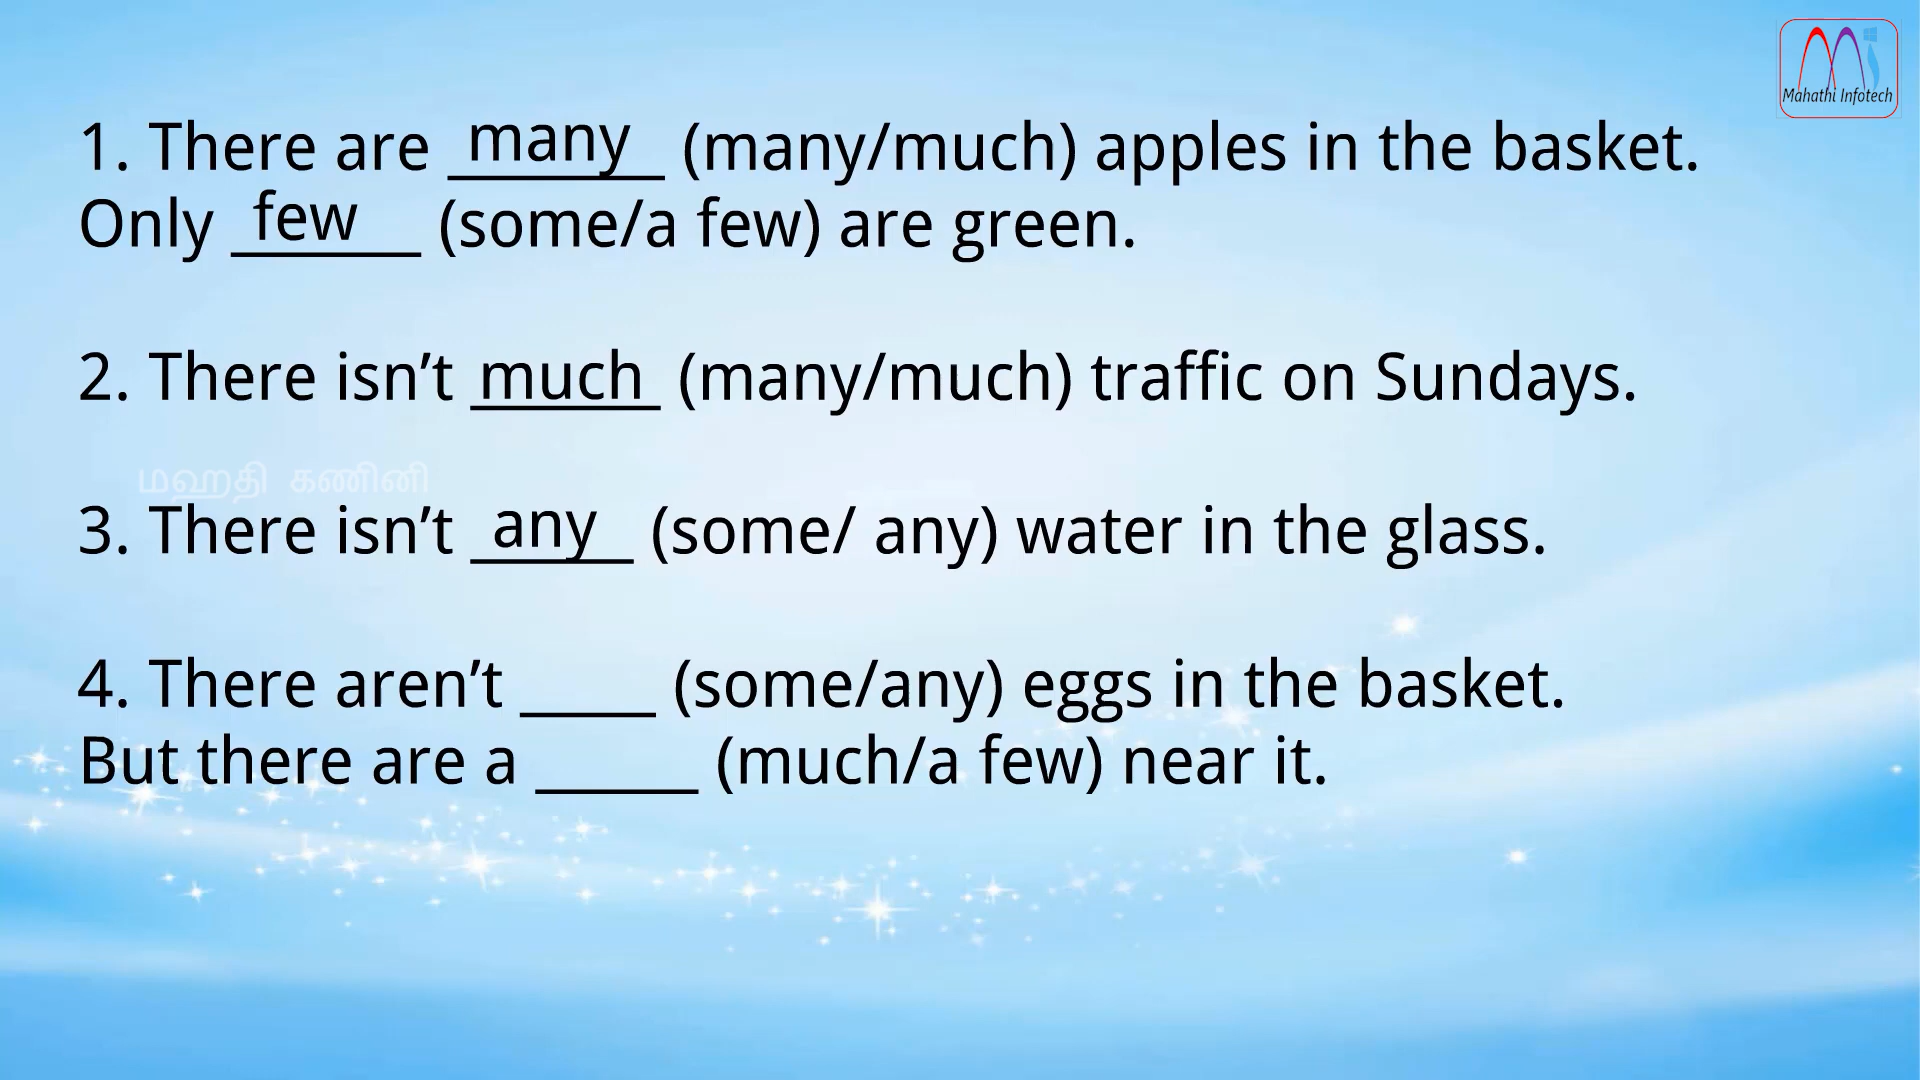 Mahathi Infotech
1. There are many (many/much) apples in the basket.
Only few (some/a few) are green.
2. There isn’t much (many/much) traffic on Sundays.
மஹதி கணினி
3. There isn’t any (some/ any) water in the glass.
4. There aren’t _____ (some/any) eggs in the basket.
But there are a ______ (much/a few) near it.